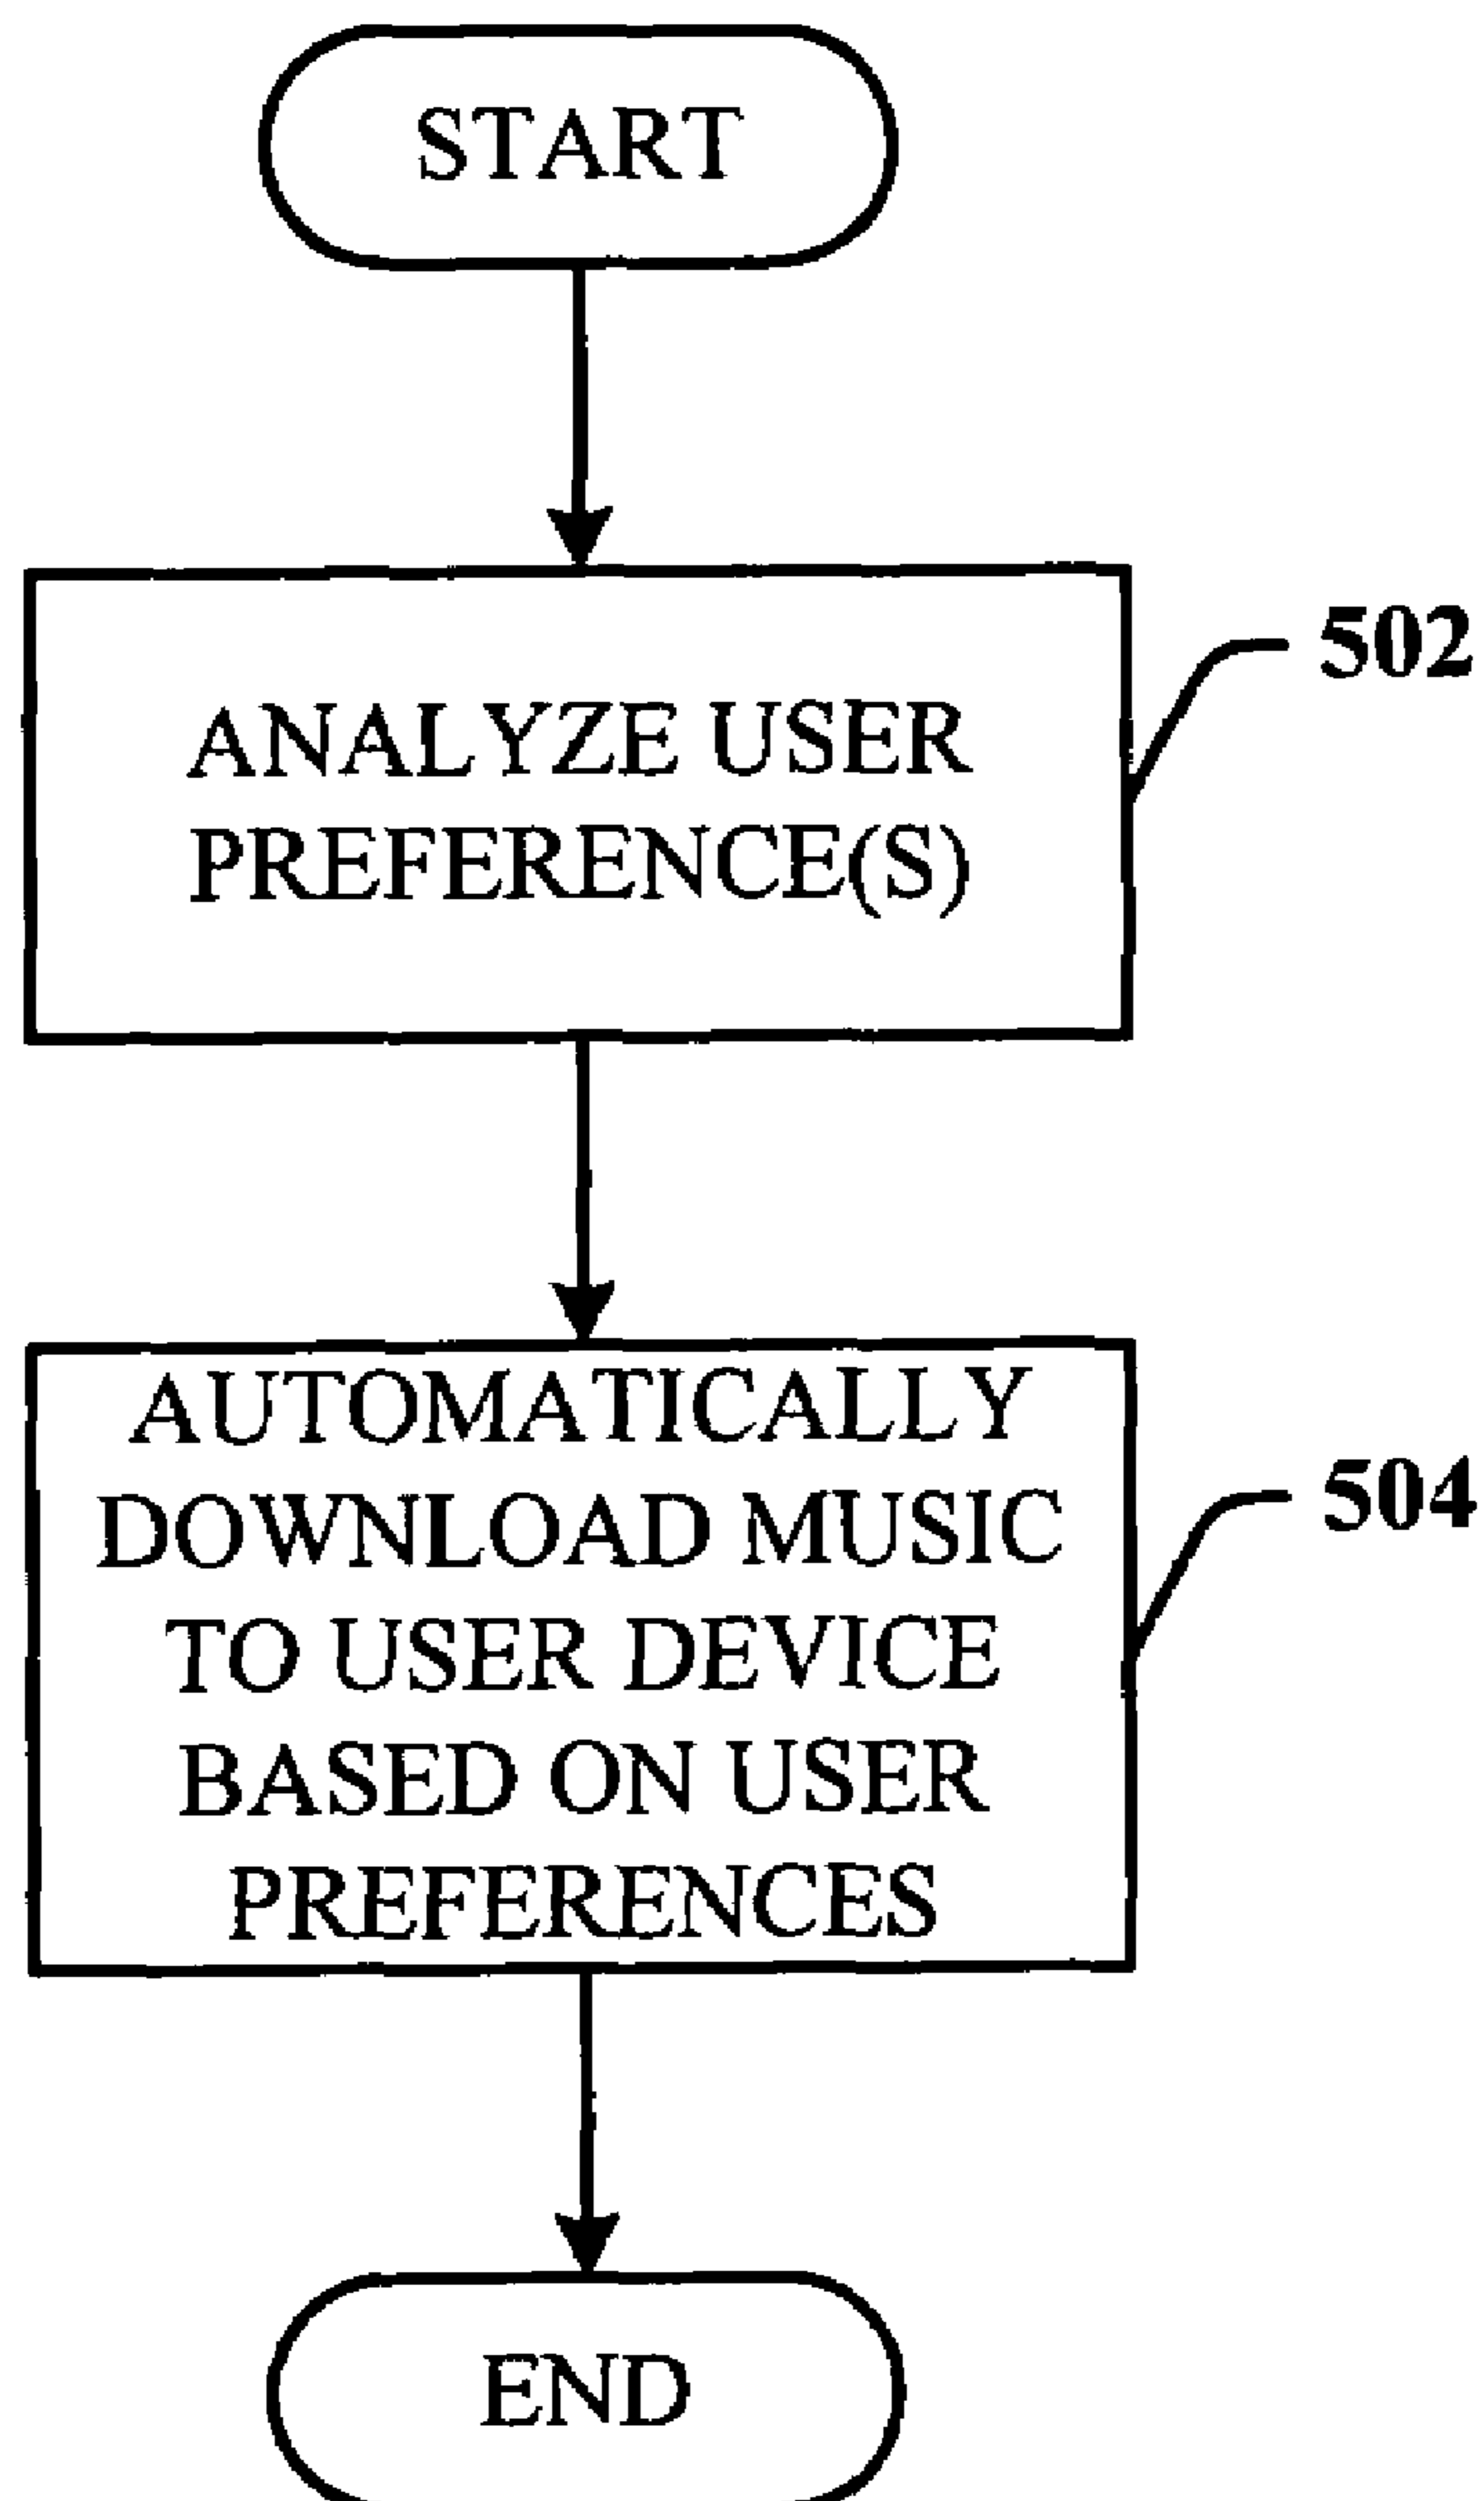 START
502
ANALYZE USER
PREFERENCE(S)
AUTOMATICALLY
504
DOWNLOAD MUSIC
TO USER DEVICE
BASED ON USER
PREFERENCES
END